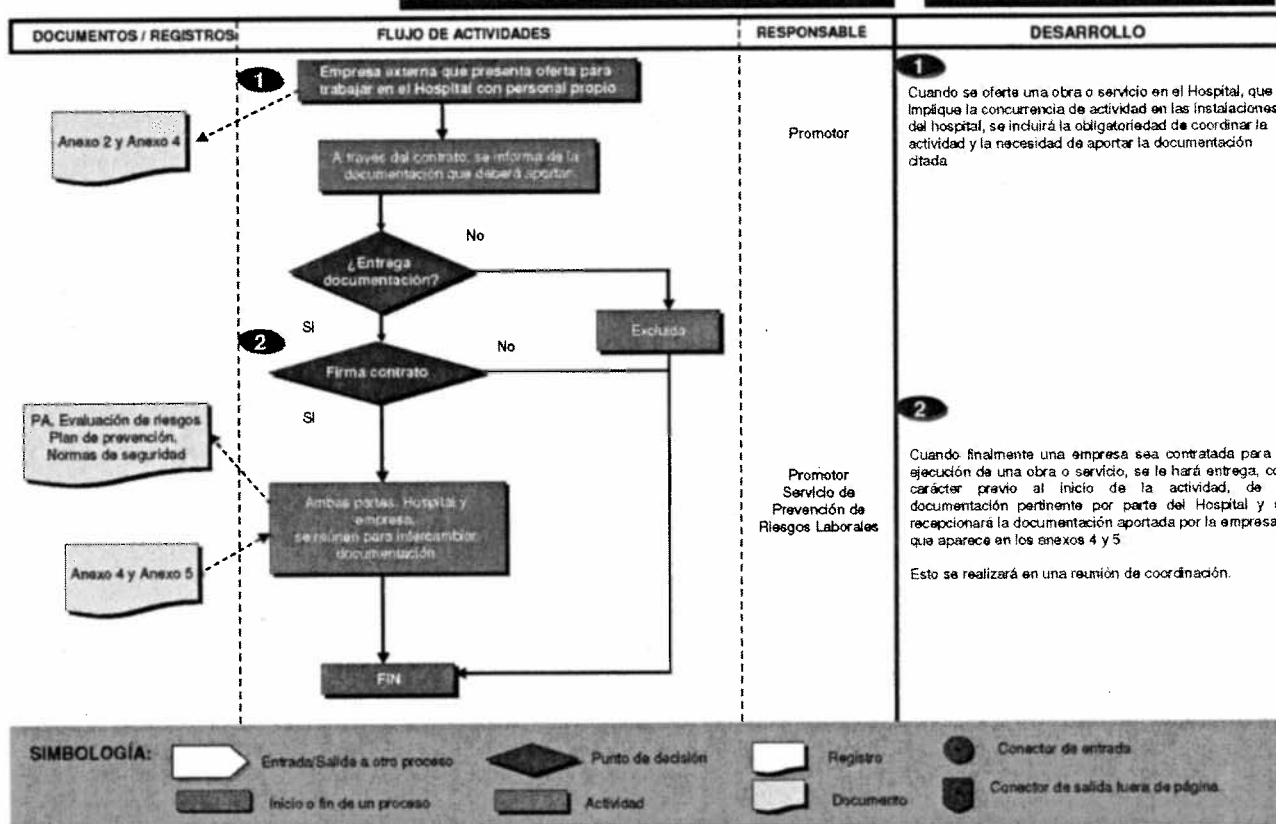 DOCUMENTOS / REGISTROS
FLUJO DE ACTIVIDADES
RESPONSABLE
DESARROLLO
1
Empresa externa que presenta oferta para
trabajar en el Hospital con personal propio
Anexo 2 y Anexo 4
A través del contrato, se informa de la
documentación que deberá aportar.
¿Entrega
documentación?
No
Si
Excluida
2
Firma contrato
No
Si
PA, Evaluación de riesgos
Plan de prevención,
Normas de seguridad
Ambas partes, Hospital y
empresa,
se reúnen para intercambiar
documentación
Anexo 4 y Anexo 5
FIN
Promotor
Promotor
Servicio de
Prevención de
Riesgos Laborales
1
Cuando se oferte una obra o servicio en el Hospital, que
implique la concurrencia de actividad en las instalaciones
del hospital, se incluirá la obligatoriedad de coordinar la
actividad y la necesidad de aportar la documentación
citada
2
Cuando finalmente una empresa sea contratada para
ejecución de una obra o servicio, se le hará entrega, co
carácter previo al inicio de la actividad, de
documentación pertinente por parte del Hospital y
recepcionará la documentación aportada por la empresa
que aparece en los anexos 4 y 5
Esto se realizará en una reunión de coordinación.
SIMBOLOGÍA:
Entrada/Salida a otro proceso
Punto de decisión
Registro
Conector de entrada
Inicio o fin de un proceso
Actividad
Documento
Conector de salida fuera de página.